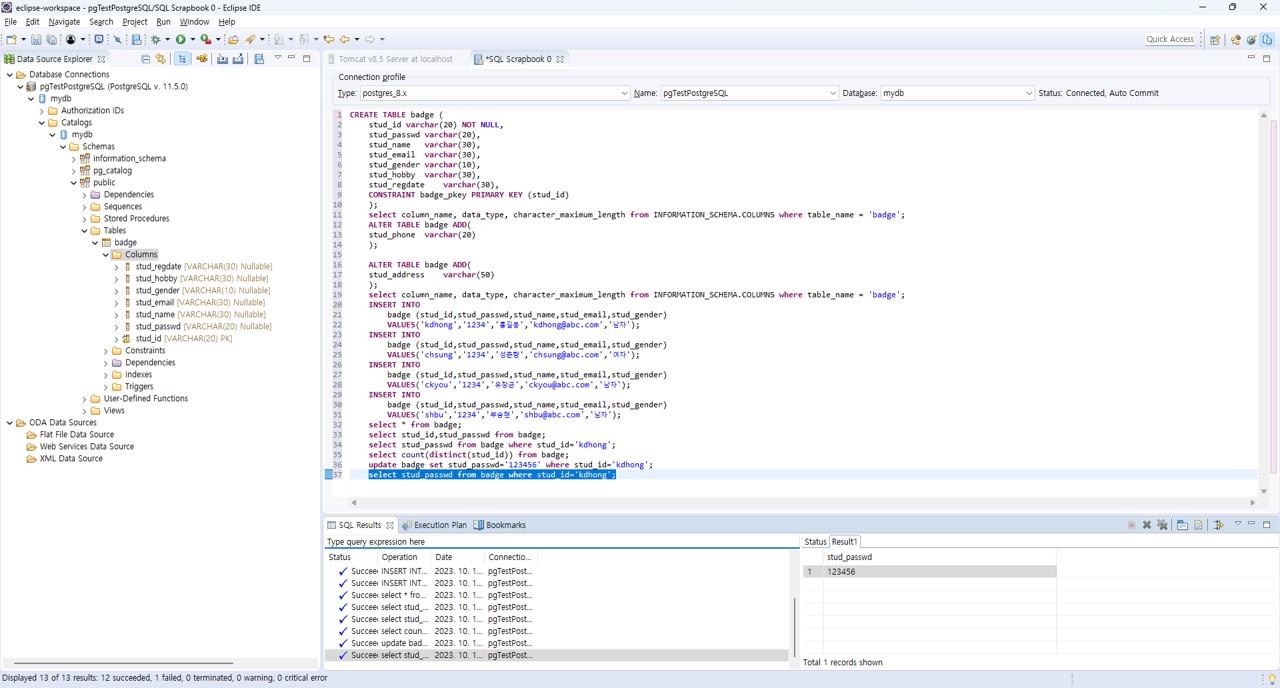 eclipse-workspace - pgTestPostgreSQL/SQL Scrapbook 0 - Eclipse IDE
File Edit Navigate Search Project Run Window Help
Quick Access
Data Source Explorer
Database Connections
pgTestPostgreSQL (PostgreSQL v. 11.5.0)
mydb
Authorization IDs
Catalogs
mydb
Schemas
information_schema
pg_catalog
public
Dependencies
Sequences
Stored Procedures
Tables
badge
Columns
stud_regdate [VARCHAR(30) Nullable]
stud_hobby [VARCHAR(30) Nullable]
stud_gender [VARCHAR(10) Nullable]
stud_email [VARCHAR(30) Nullable]
stud_name [VARCHAR(30) Nullable]
stud_passwd [VARCHAR(20) Nullable]
stud_id [VARCHAR(20) PK]
Constraints
Dependencies
Indexes
Triggers
User-Defined Functions
Views
ODA Data Sources
Flat File Data Source
Web Services Data Source
XML Data Source
Tomcat v8.5 Server at localhost *SQL Scrapbook 0
Connection profile
Type: postgres_8.x Name: pgTestPostgreSQL Database: mydb Status: Connected, Auto Commit
1 CREATE TABLE badge (
2 stud_id varchar(20) NOT NULL,
3 stud_passwd varchar(20),
4 stud_name varchar(30),
5 stud_email varchar(30),
6 stud_gender varchar(10),
7 stud_hobby varchar(30),
8 stud_regdate varchar(30),
9 CONSTRAINT badge_pkey PRIMARY KEY (stud_id)
10 );
11 select column_name, data_type, character_maximum_length from INFORMATION_SCHEMA.COLUMNS where table_name = 'badge';
12 ALTER TABLE badge ADD(
13 stud_phone varchar(20)
14 );
15
16 ALTER TABLE badge ADD(
17 stud_address varchar(50)
18 );
19 select column_name, data_type, character_maximum_length from INFORMATION_SCHEMA.COLUMNS where table_name = 'badge';
20 INSERT INTO
21 badge (stud_id,stud_passwd,stud_name,stud_email,stud_gender)
22 VALUES('kdhong','1234','홍길동','kdhong@abc.com','남자');
23 INSERT INTO
24 badge (stud_id,stud_passwd,stud_name,stud_email,stud_gender)
25 VALUES('chsung','1234','성춘향','chsung@abc.com','여자');
26 INSERT INTO
27 badge (stud_id,stud_passwd,stud_name,stud_email,stud_gender)
28 VALUES('ckyou','1234','유창균','ckyou@abc.com','남자');
29 INSERT INTO
30 badge (stud_id,stud_passwd,stud_name,stud_email,stud_gender)
31 VALUES('shbu','1234','부승현','shbu@abc.com','남자');
32 select * from badge;
33 select stud_id,stud_passwd from badge;
34 select stud_passwd from badge where stud_id='kdhong';
35 select count(distinct(stud_id)) from badge;
36 update badge set stud_passwd='123456' where stud_id='kdhong';
37 select stud_passwd from badge where stud_id='kdhong';
SQL Results Execution Plan Bookmarks
Type query expression here
Status Operation Date Connectio...
Succee INSERT INT... 2023. 10. 1... pgTestPost...
Succee INSERT INT... 2023. 10. 1... pgTestPost...
Succee select * fro... 2023. 10. 1... pgTestPost...
Succee select stud_... 2023. 10. 1... pgTestPost...
Succee select stud_... 2023. 10. 1... pgTestPost...
Succee select coun... 2023. 10. 1... pgTestPost...
Succee update bad... 2023. 10. 1... pgTestPost...
Succee select stud_... 2023. 10. 1... pgTestPost...
Status Result1
stud_passwd
1 123456
Total 1 records shown
Displayed 13 of 13 results: 12 succeeded, 1 failed, 0 terminated, 0 warning, 0 critical error